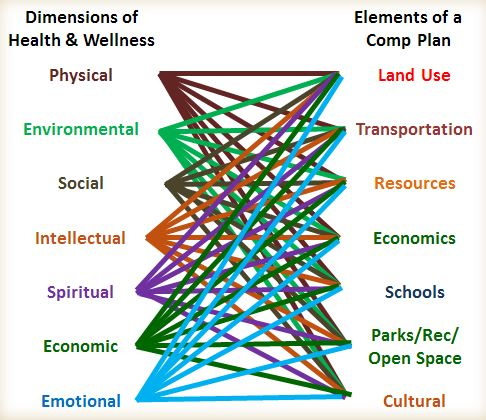 Dimensions of
Health & Wellness
Physical
Environmental
Social
Intellectual
Spiritual
Economic
Emotional
Elements of a
Comp Plan
Land Use
Transportation
Resources
Economics
Schools
Parks/Rec/
Open Space
Cultural